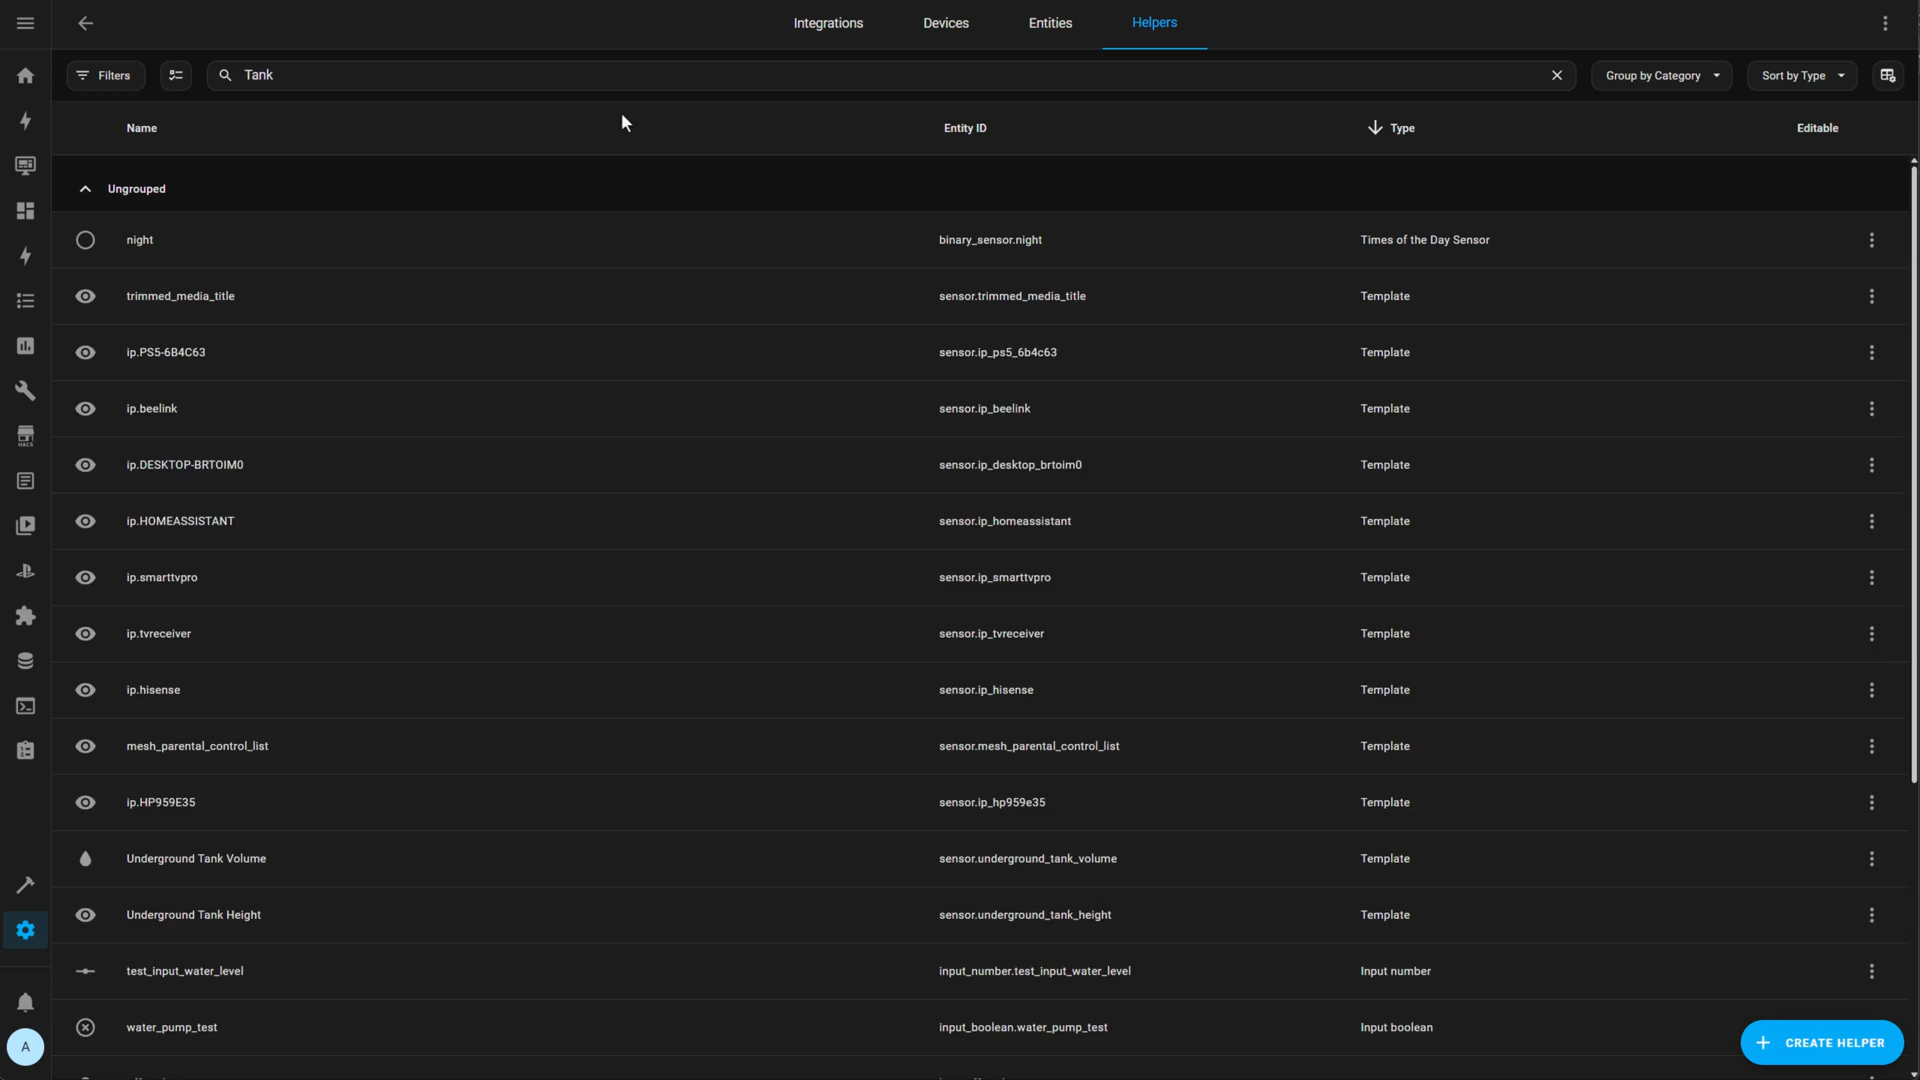 Integrations Devices Entities Helpers
Filters Tank Group by Category Sort by Type
Name Entity ID Type Editable
Ungrouped
night binary_sensor.night Times of the Day Sensor
trimmed_media_title sensor.trimmed_media_title Template
ip.PS5-6B4C63 sensor.ip_ps5_6b4c63 Template
ip.beelink sensor.ip_beelink Template
ip.DESKTOP-BRTOIM0 sensor.ip_desktop_brtoim0 Template
ip.HOMEASSISTANT sensor.ip_homeassistant Template
ip.smarttvpro sensor.ip_smarttvpro Template
ip.tvreceiver sensor.ip_tvreceiver Template
ip.hisense sensor.ip_hisense Template
mesh_parental_control_list sensor.mesh_parental_control_list Template
ip.HP959E35 sensor.ip_hp959e35 Template
Underground Tank Volume sensor.underground_tank_volume Template
Underground Tank Height sensor.underground_tank_height Template
test_input_water_level input_number.test_input_water_level Input number
water_pump_test input_boolean.water_pump_test Input boolean
HACS
A
CREATE HELPER